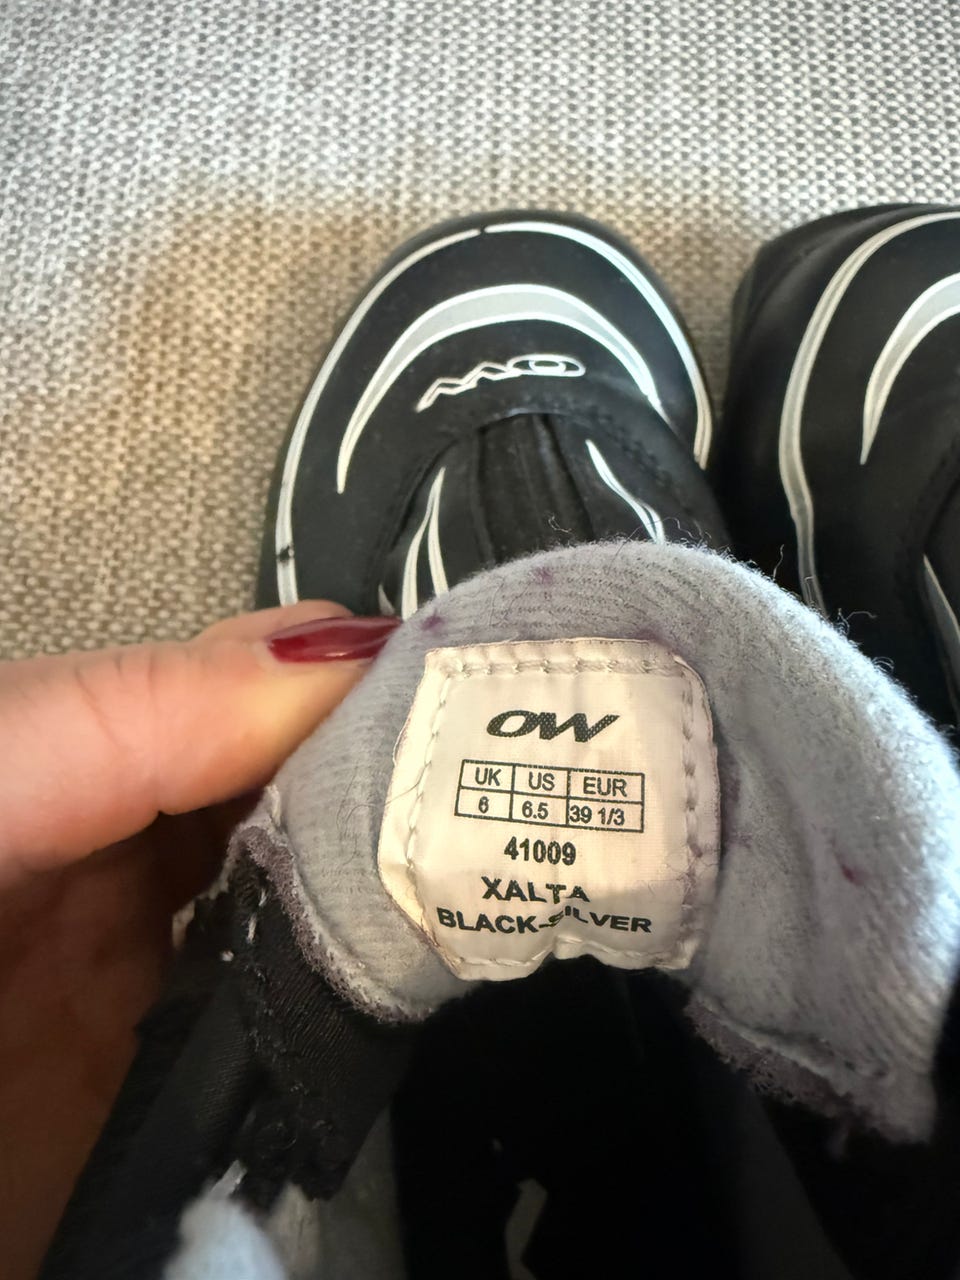 OW
OW
UK US EUR
6 6.5 39 1/3
41009
XALTA
BLACK-SILVER